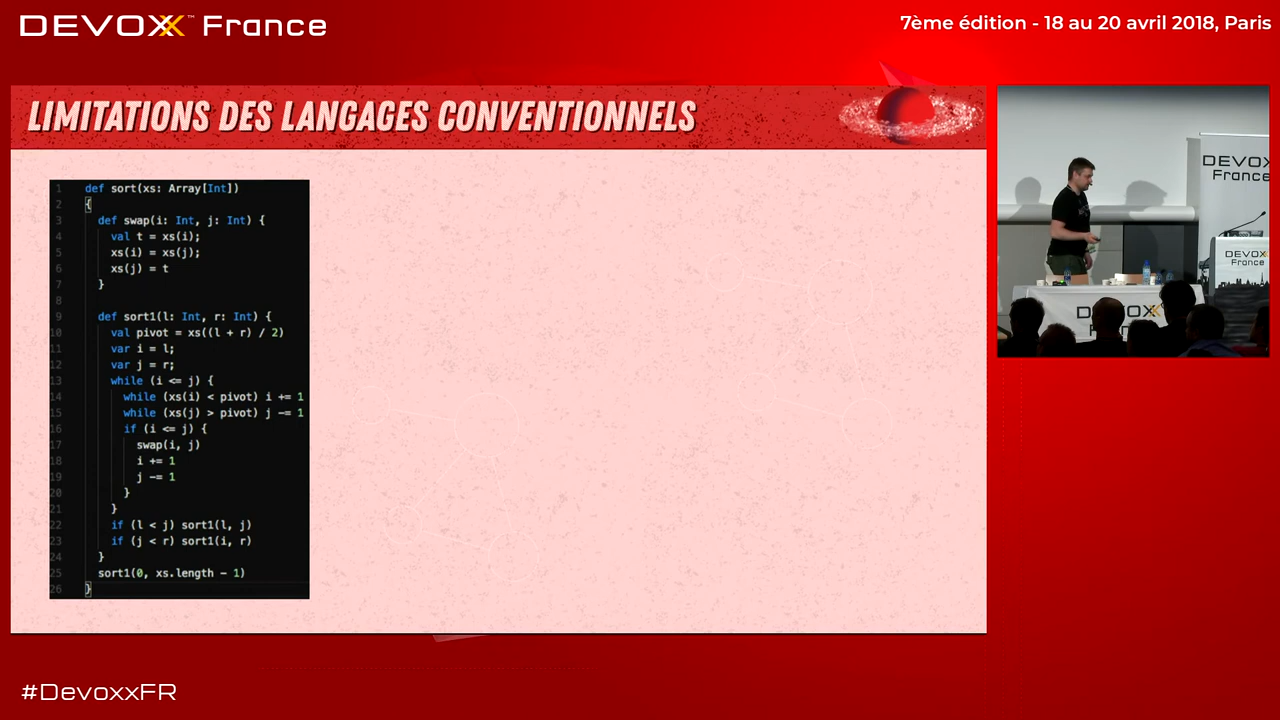 DEVOXX™ France
7ème édition - 18 au 20 avril 2018, Paris
LIMITATIONS DES LANGAGES CONVENTIONNELS
1 def sort(xs: Array[Int])
2 {
3 def swap(i: Int, j: Int) {
4 val t = xs(i);
5 xs(i) = xs(j);
6 xs(j) = t
7 }
8
9 def sort1(l: Int, r: Int) {
10 val pivot = xs((l + r) / 2)
11 var i = l;
12 var j = r;
13 while (i <= j) {
14 while (xs(i) < pivot) i += 1
15 while (xs(j) > pivot) j -= 1
16 if (i <= j) {
17 swap(i, j)
18 i += 1
19 j -= 1
20 }
21 }
22 if (l < j) sort1(l, j)
23 if (j < r) sort1(i, r)
24 }
25 sort1(0, xs.length - 1)
26 }
DEVOX
France
DEVOX
France
DEVOXX
#DevoxxFR